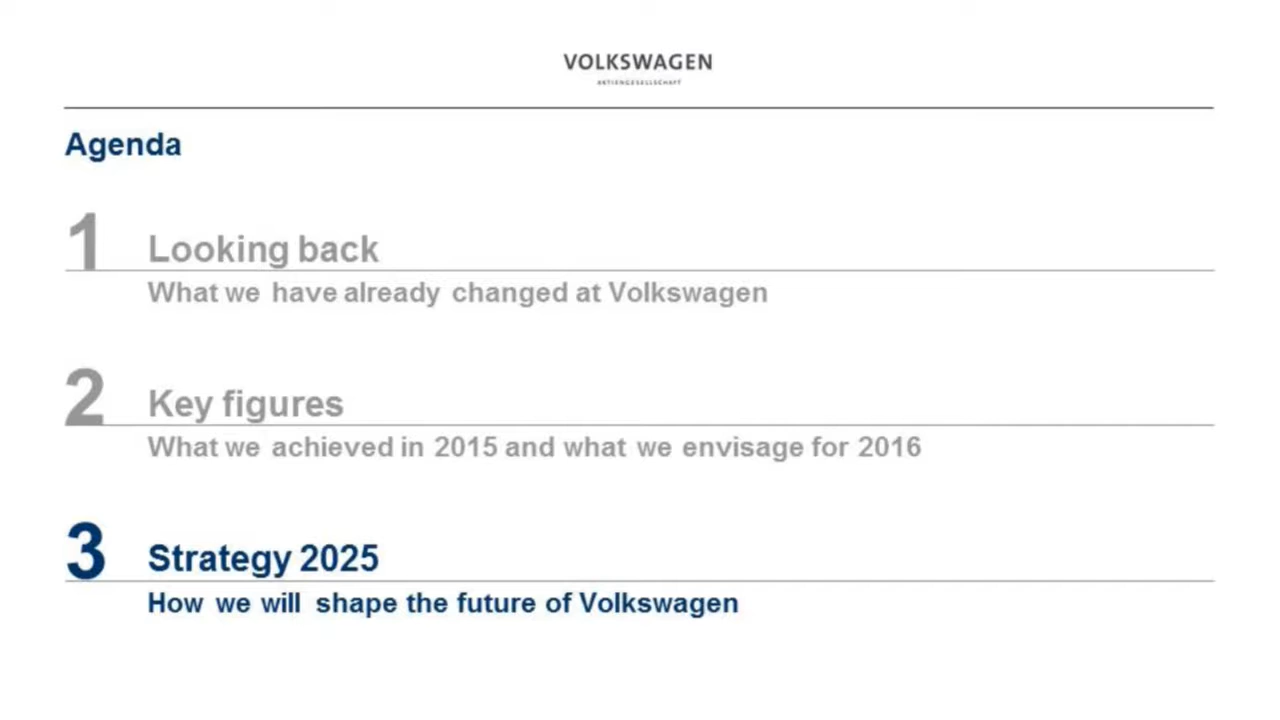 VOLKSWAGEN
AKTIENGESELLSCHAFT
Agenda
1 Looking back
What we have already changed at Volkswagen
2 Key figures
What we achieved in 2015 and what we envisage for 2016
3 Strategy 2025
How we will shape the future of Volkswagen